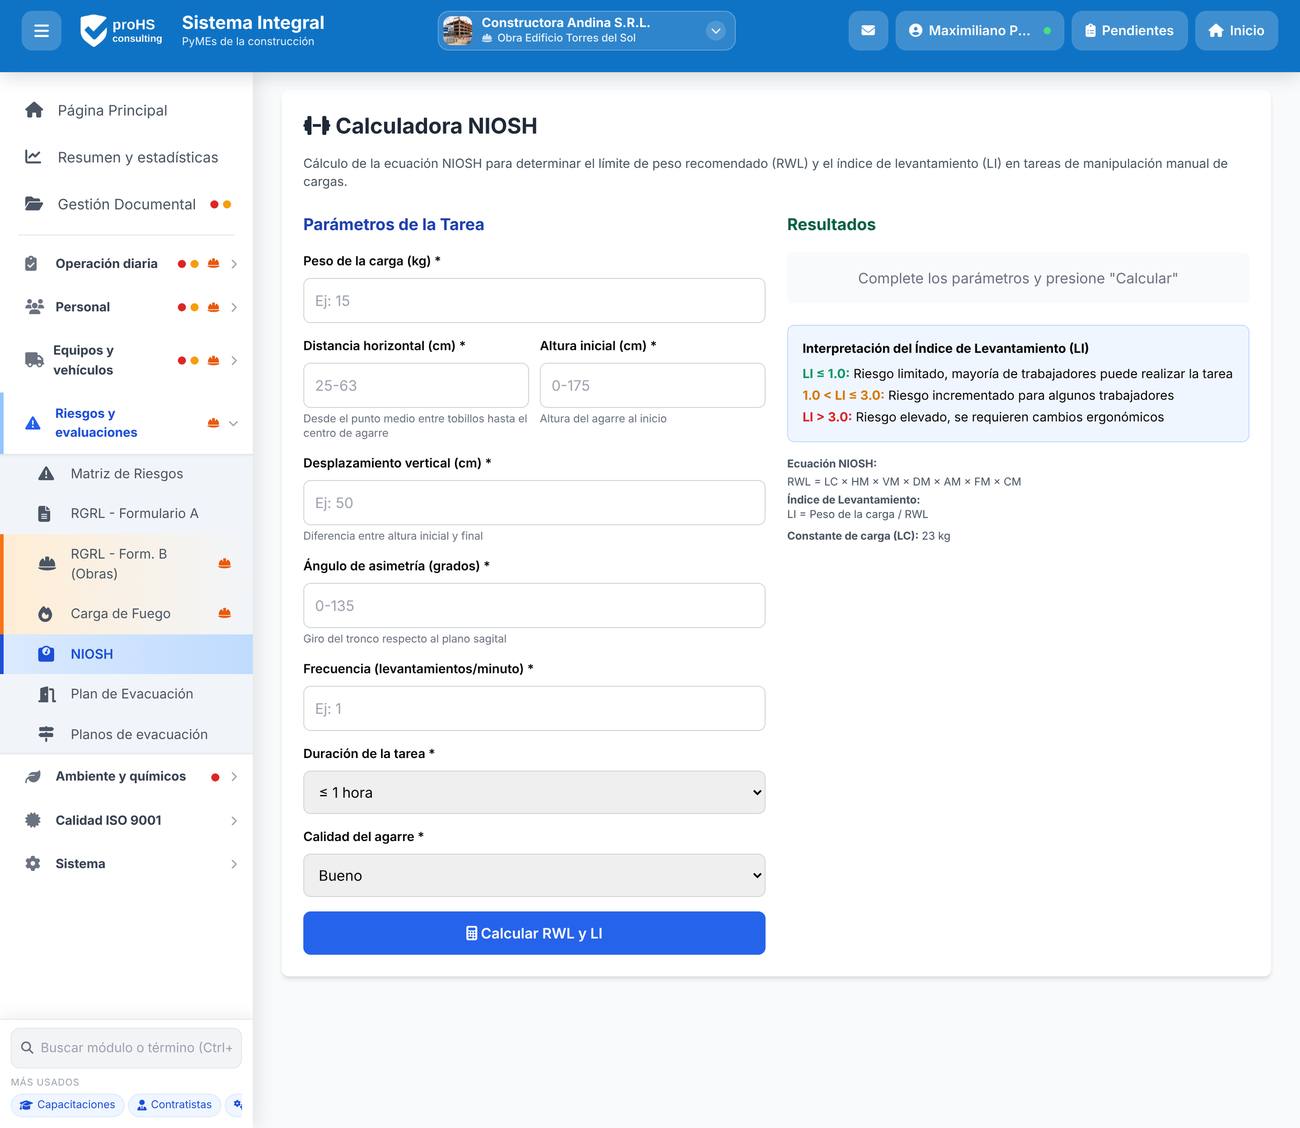 proHS
consulting
Sistema Integral
PyMEs de la construcción
Constructora Andina S.R.L.
Obra Edificio Torres del Sol
Maximiliano P...
Pendientes
Inicio
Página Principal
Resumen y estadísticas
Gestión Documental
Operación diaria
Personal
Equipos y
vehículos
Riesgos y
evaluaciones
Matriz de Riesgos
RGRL - Formulario A
RGRL - Form. B
(Obras)
Carga de Fuego
NIOSH
Plan de Evacuación
Planos de evacuación
Ambiente y químicos
Calidad ISO 9001
Sistema
Buscar módulo o término (Ctrl+
MÁS USADOS
Capacitaciones
Contratistas
Calculadora NIOSH
Cálculo de la ecuación NIOSH para determinar el límite de peso recomendado (RWL) y el índice de levantamiento (LI) en tareas de manipulación manual de
cargas.
Parámetros de la Tarea
Peso de la carga (kg) *
Ej: 15
Distancia horizontal (cm) *
25-63
Desde el punto medio entre tobillos hasta el
centro de agarre
Altura inicial (cm) *
0-175
Altura del agarre al inicio
Desplazamiento vertical (cm) *
Ej: 50
Diferencia entre altura inicial y final
Ángulo de asimetría (grados) *
0-135
Giro del tronco respecto al plano sagital
Frecuencia (levantamientos/minuto) *
Ej: 1
Duración de la tarea *
≤ 1 hora
Calidad del agarre *
Bueno
Calcular RWL y LI
Resultados
Complete los parámetros y presione "Calcular"
Interpretación del Índice de Levantamiento (LI)
LI ≤ 1.0: Riesgo limitado, mayoría de trabajadores puede realizar la tarea
1.0 < LI ≤ 3.0: Riesgo incrementado para algunos trabajadores
LI > 3.0: Riesgo elevado, se requieren cambios ergonómicos
Ecuación NIOSH:
RWL = LC × HM × VM × DM × AM × FM × CM
Índice de Levantamiento:
LI = Peso de la carga / RWL
Constante de carga (LC): 23 kg